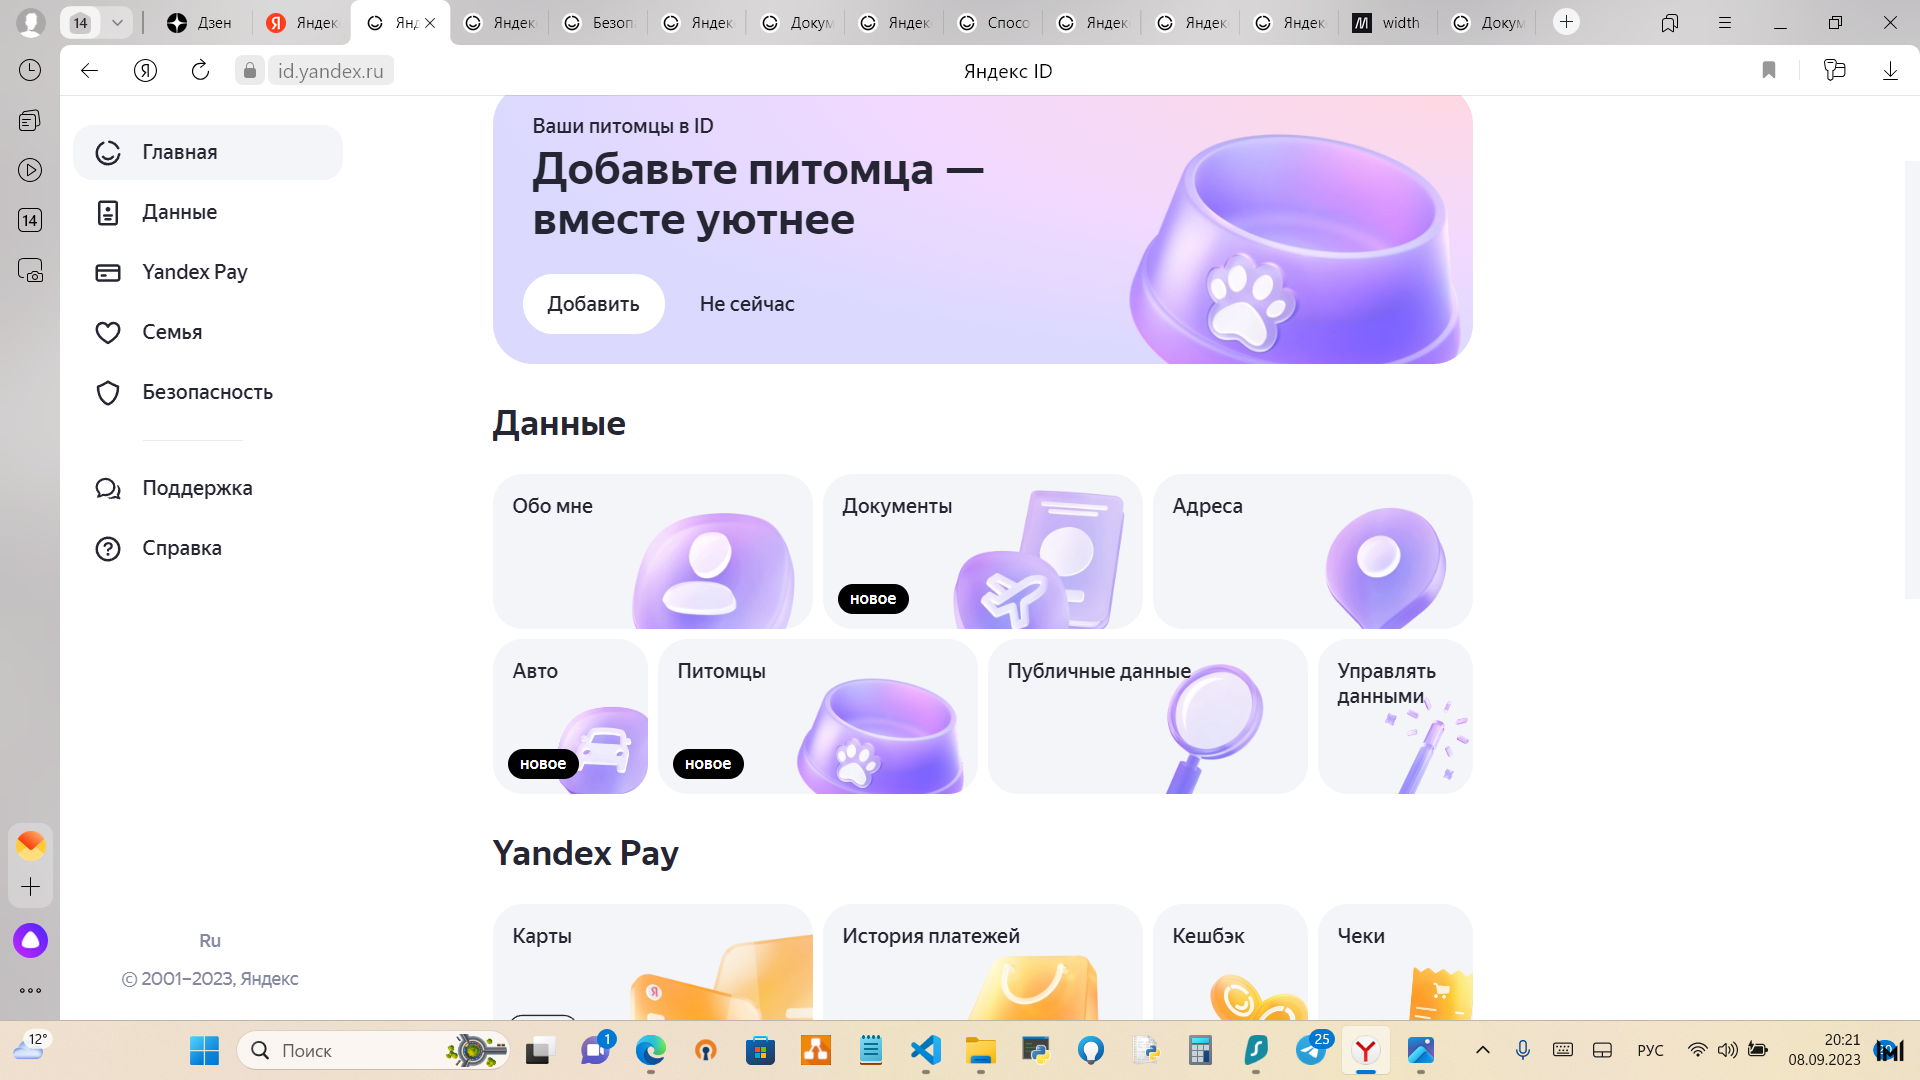 14
Дзен
Яндек
Янд
Яндек
Безоп
Яндек
Докум
Яндек
Спосо
Яндек
Яндек
Яндек
width
Докум
id.yandex.ru
Яндекс ID
14
Главная
Данные
Yandex Pay
Семья
Безопасность
Поддержка
Справка
Ru
© 2001–2023, Яндекс
Ваши питомцы в ID
Добавьте питомца —
вместе уютнее
Добавить
Не сейчас
Данные
Обо мне
Документы
новое
Адреса
Авто
новое
Питомцы
новое
Публичные данные
Управлять
данными
Yandex Pay
Карты
История платежей
Кешбэк
Чеки
12°
Поиск
1
25
РУС
20:21
08.09.2023